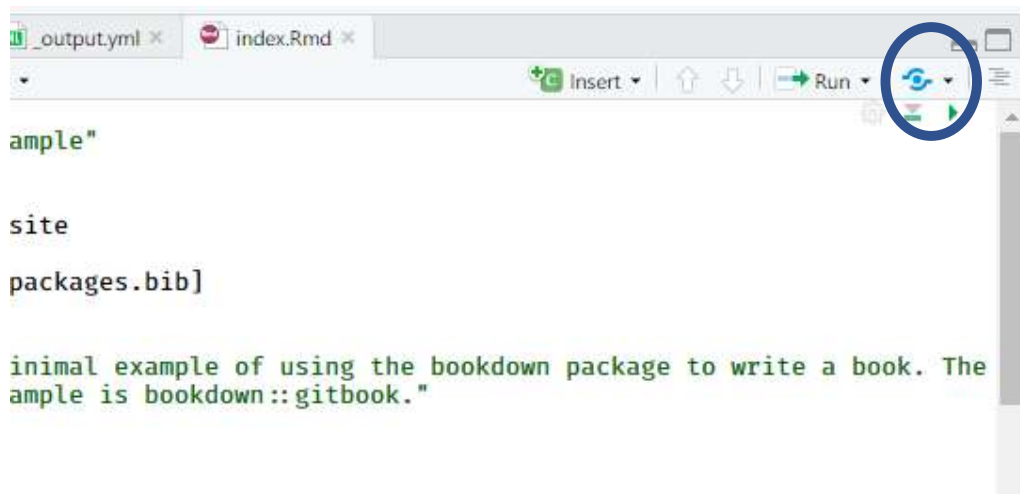 _output.yml × index.Rmd ×
Insert Run
ample"
site
packages.bib]
inimal example of using the bookdown package to write a book. The
ample is bookdown::gitbook."